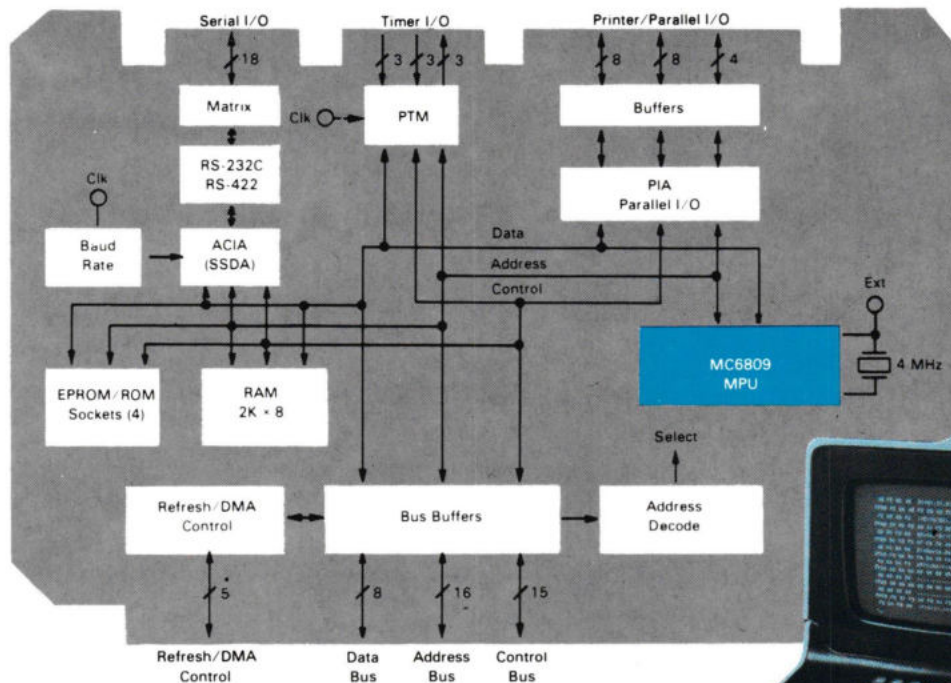 Serial I/O
Timer I/O
Printer/Parallel I/O
18
3
3
3
8
8
4
Matrix
Clk
PTM
Buffers
RS-232C
RS-422
PIA
Parallel I/O
Clk
Baud
Rate
ACIA
(SSDA)
Data
Address
Control
Ext
EPROM/ROM
Sockets (4)
RAM
2K × 8
MC6809
MPU
4 MHz
Select
Refresh/DMA
Control
Bus Buffers
Address
Decode
5
8
16
15
Refresh/DMA
Control
Data
Bus
Address
Bus
Control
Bus